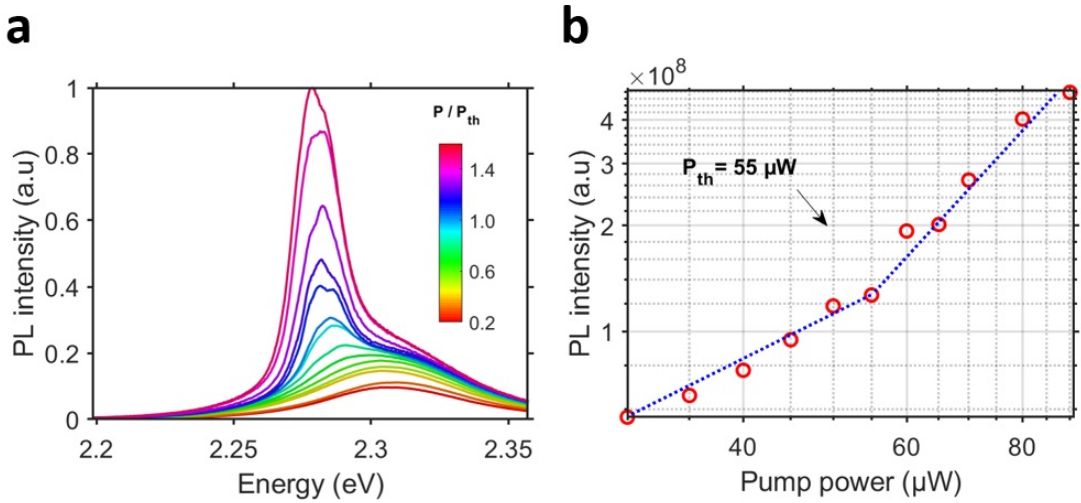 a
b
PL intensity (a.u)
1
0.8
0.6
0.4
0.2
0
2.2
2.25
2.3
2.35
Energy (eV)
P / P_th
1.4
1.0
0.6
0.2
×10^8
PL intensity (a.u)
4
3
2
1
P_th = 55 µW
40
60
80
Pump power (µW)